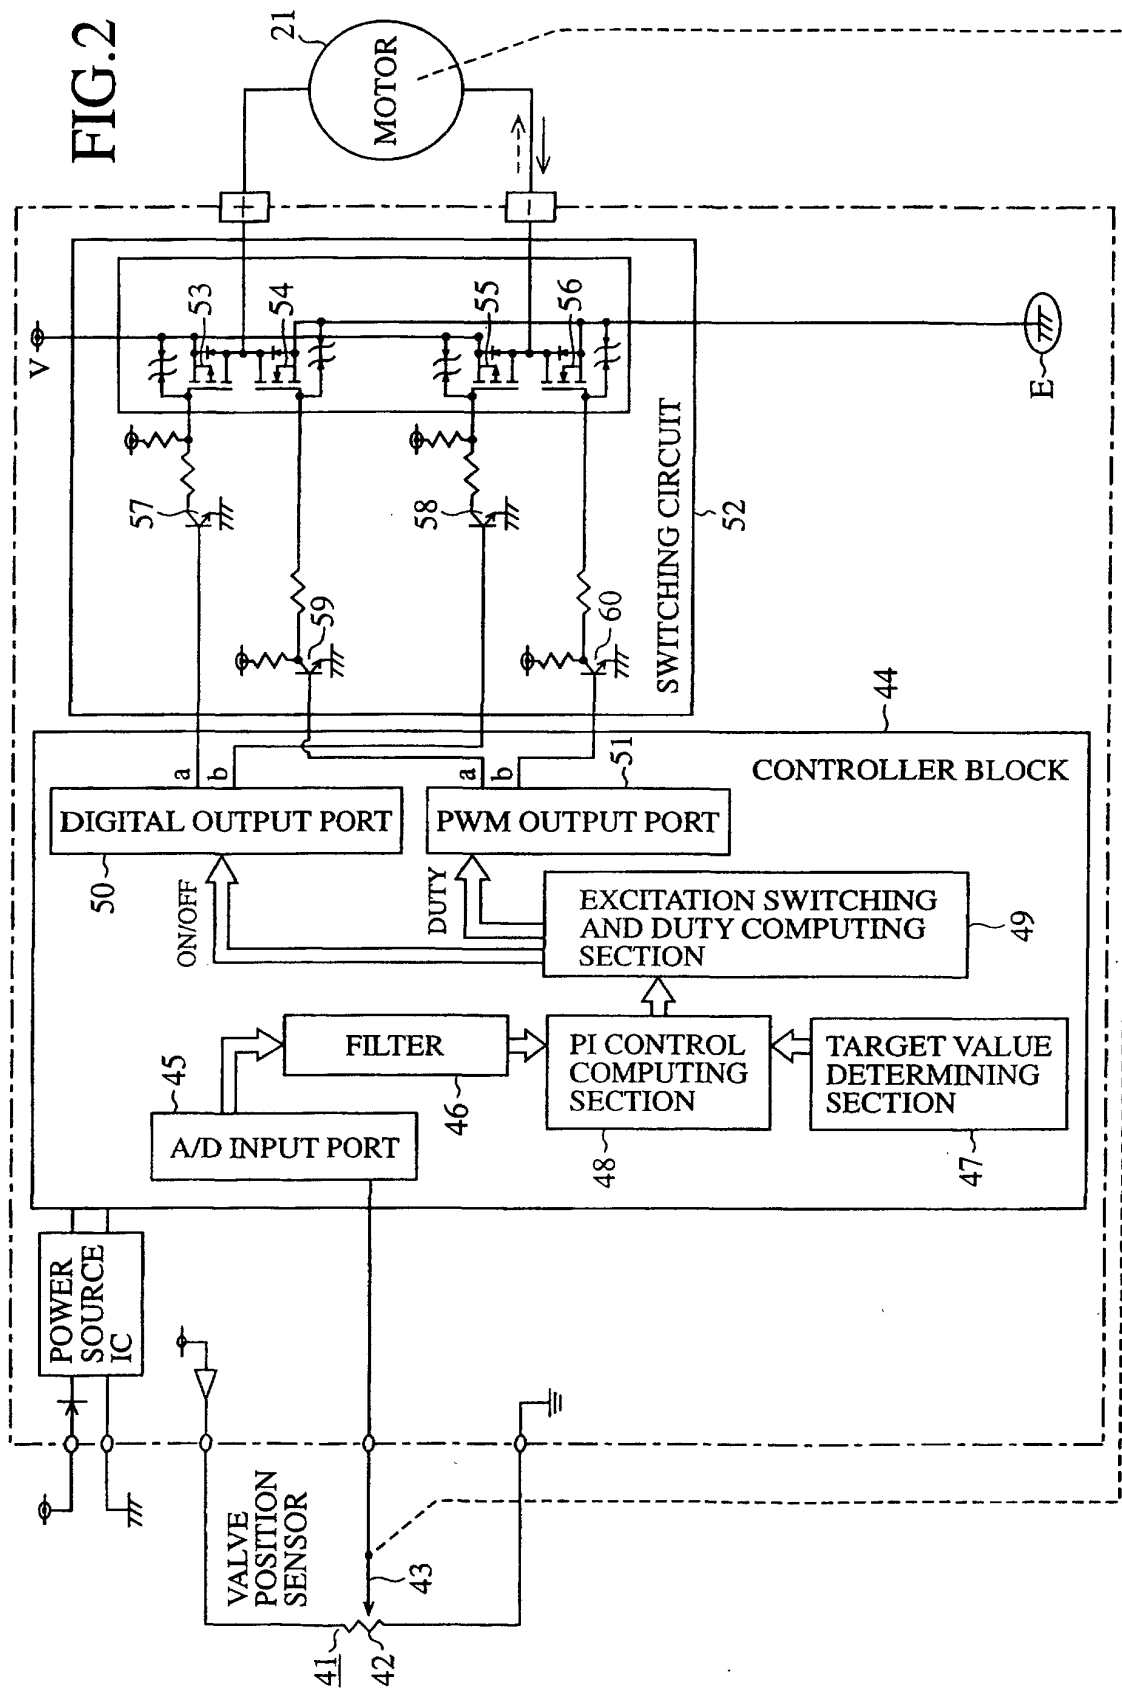 FIG.2
VALVE
POSITION
SENSOR
41
42
43
POWER
SOURCE
IC
A/D INPUT PORT
45
FILTER
46
PI CONTROL
COMPUTING
SECTION
48
TARGET VALUE
DETERMINING
SECTION
47
EXCITATION SWITCHING
AND DUTY COMPUTING
SECTION
49
ON/OFF
DUTY
DIGITAL OUTPUT PORT
50
a
b
PWM OUTPUT PORT
51
a
b
CONTROLLER BLOCK
44
57
58
59
60
53
54
55
56
SWITCHING CIRCUIT
52
V
E
+
−
MOTOR
21